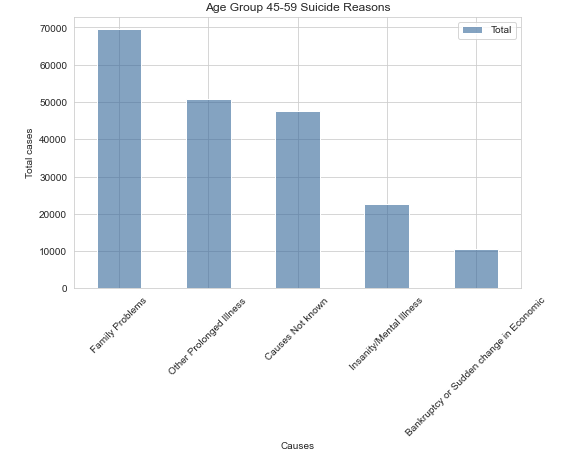 Age Group 45-59 Suicide Reasons
Total
70000
60000
50000
40000
30000
20000
10000
0
Total cases
Family Problems
Other Prolonged Illness
Causes Not known
Insanity/Mental Illness
Bankruptcy or Sudden change in Economic
Causes